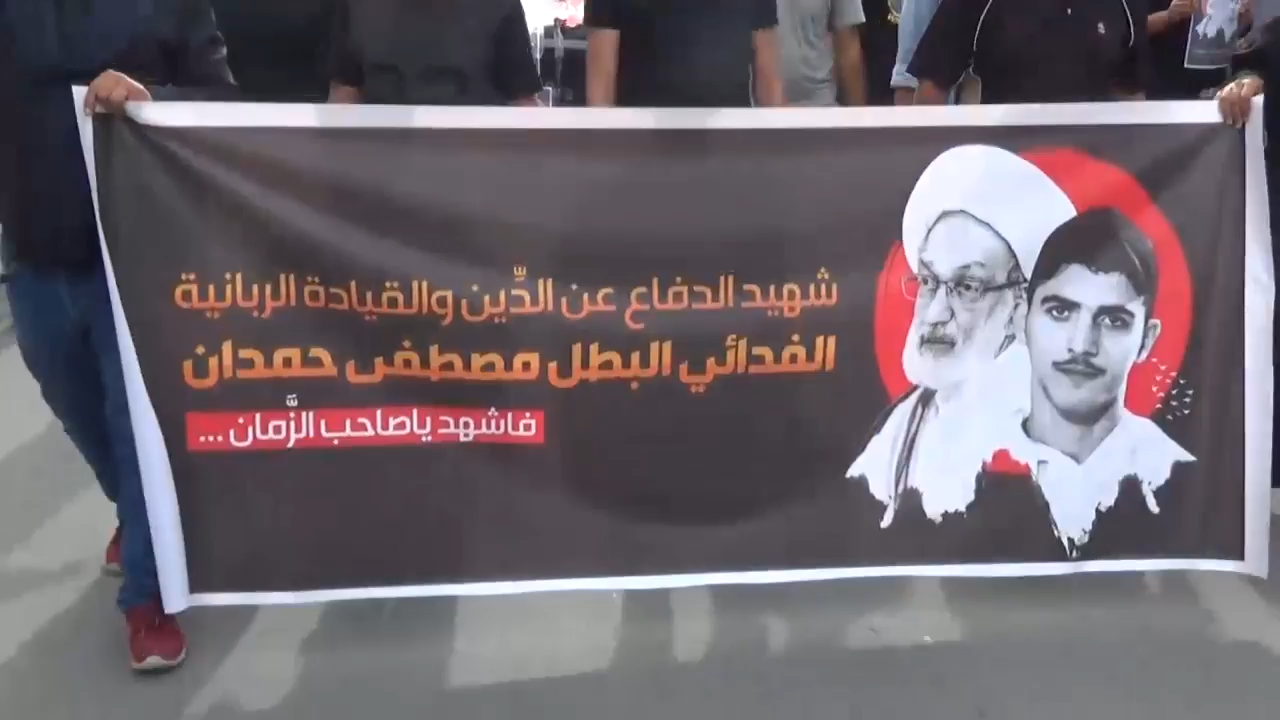 شهيد الدفاع عن الدِّين والقيادة الربانية
الفدائي البطل مصطفى حمدان
فاشهد ياصاحب الزَّمان ...